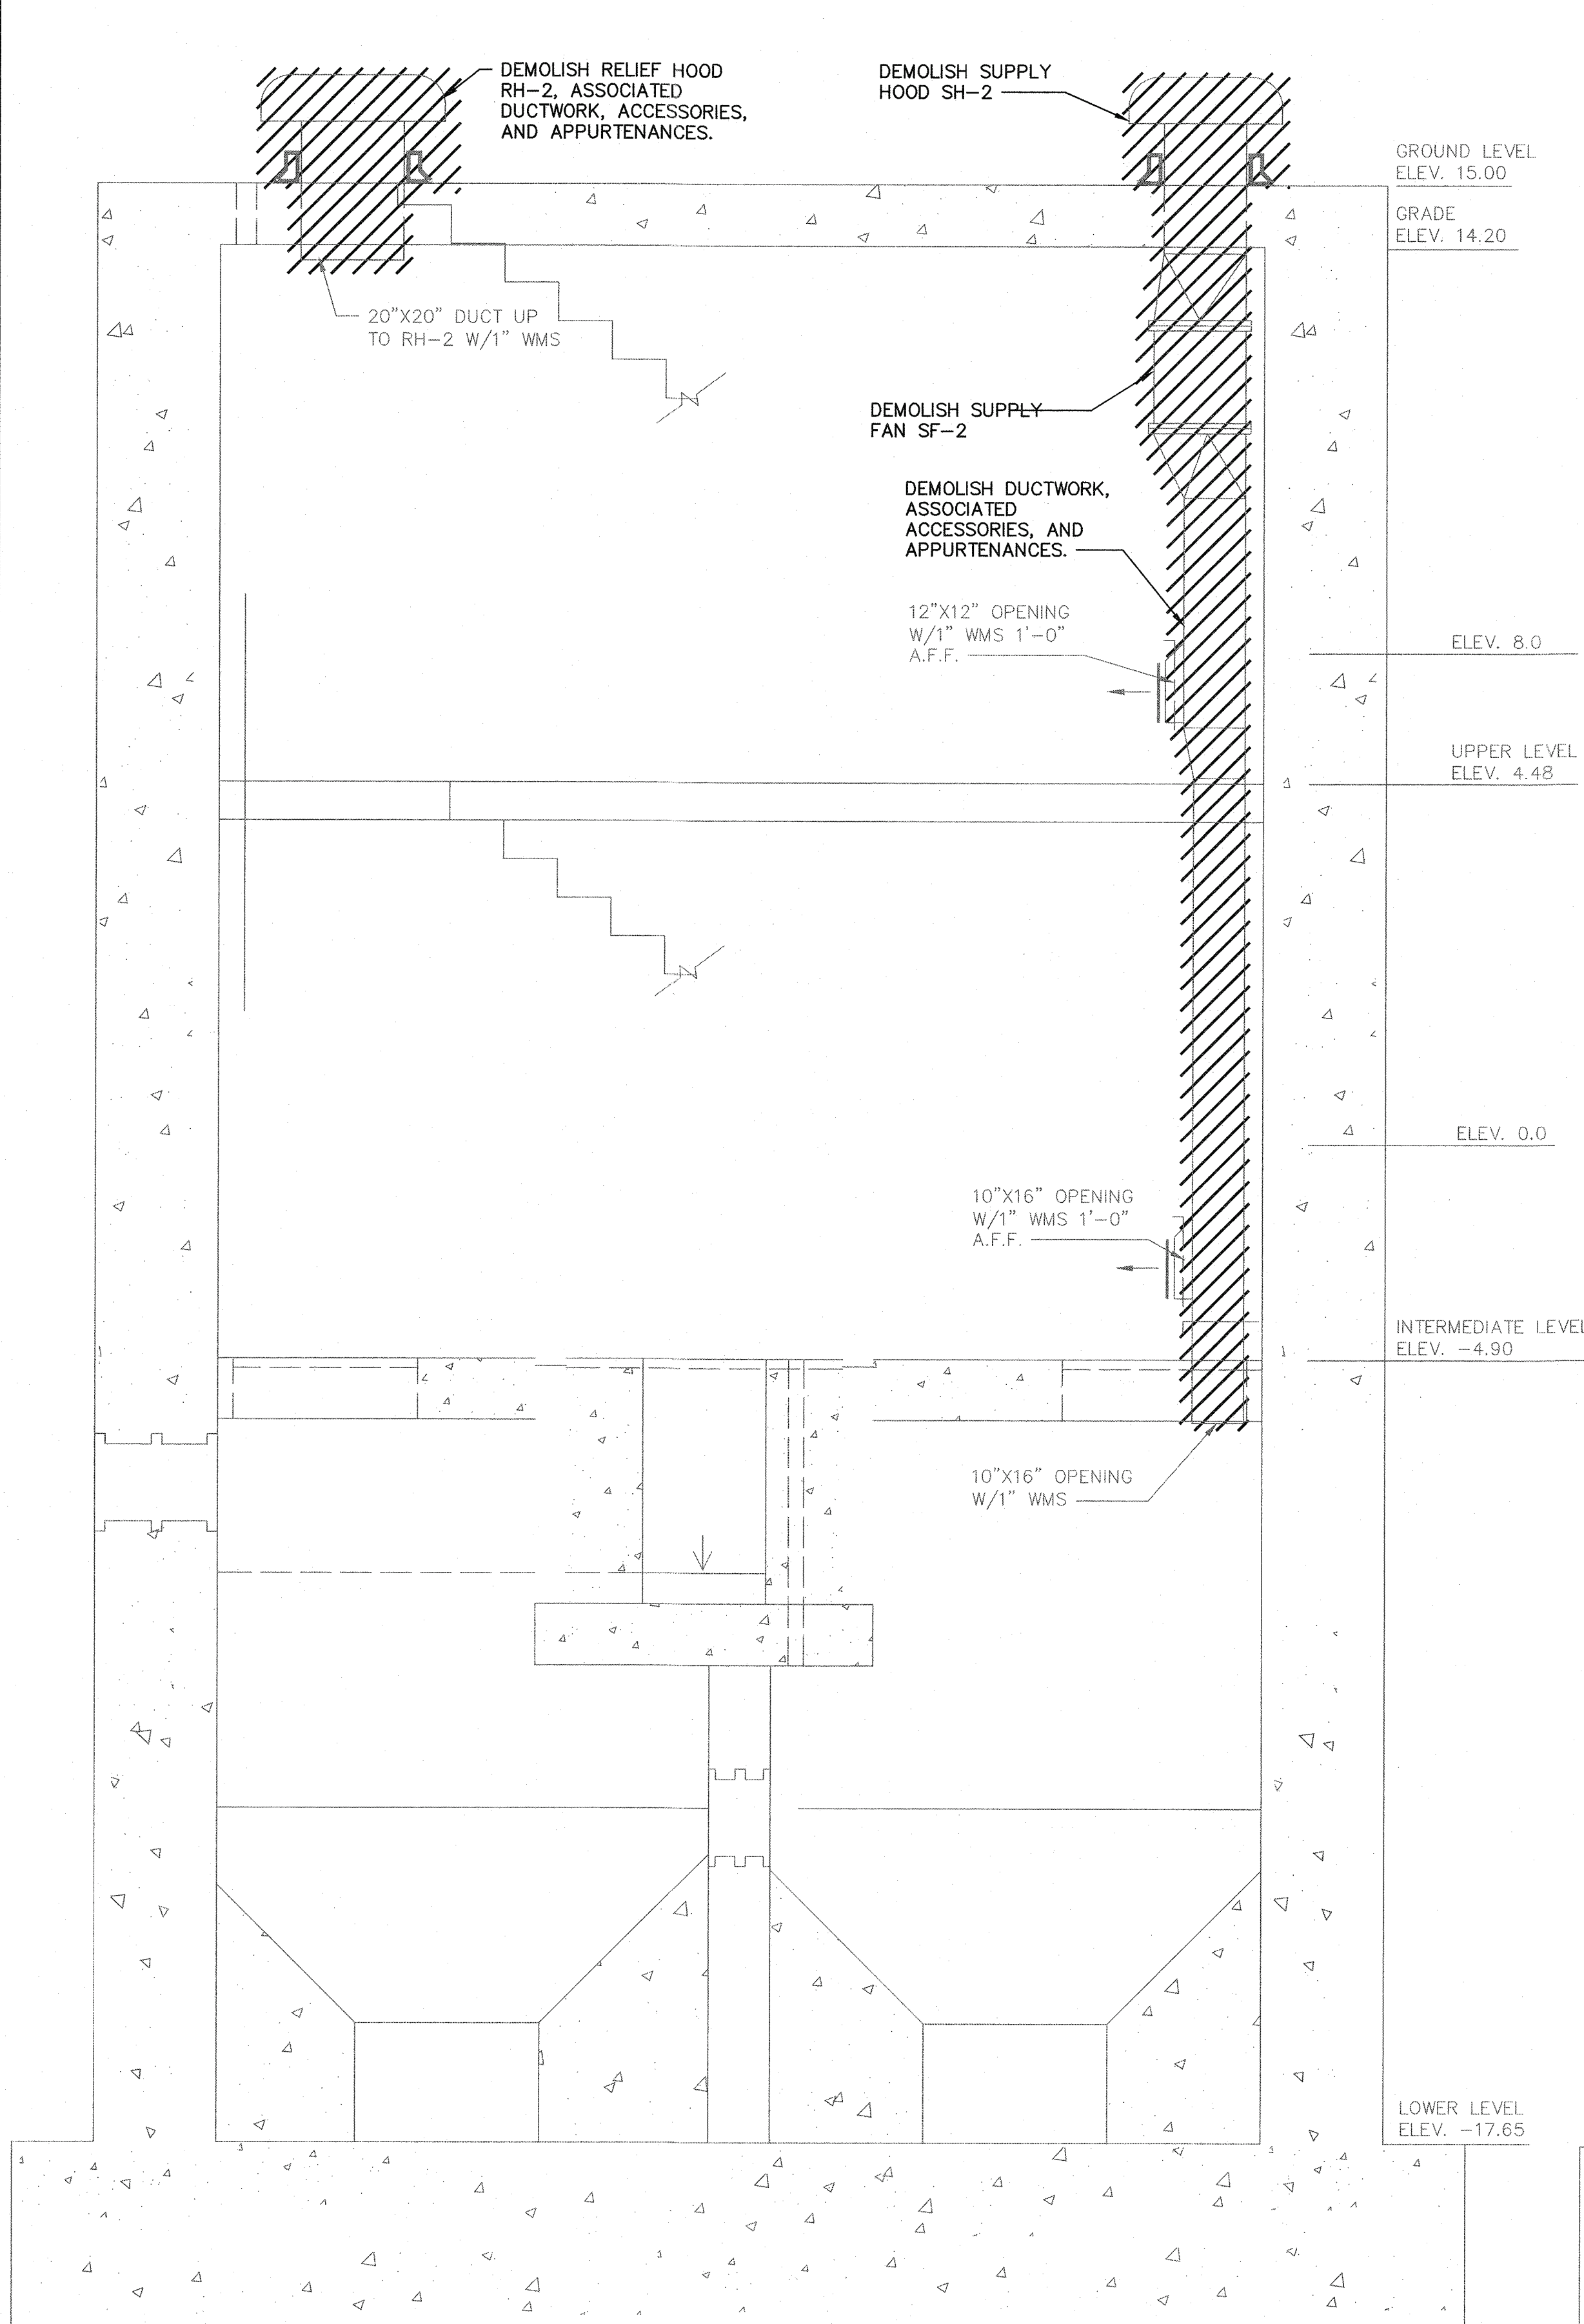 DEMOLISH RELIEF HOOD
RH-2, ASSOCIATED
DUCTWORK, ACCESSORIES,
AND APPURTENANCES.
DEMOLISH SUPPLY
HOOD SH-2
GROUND LEVEL
ELEV. 15.00
GRADE
ELEV. 14.20
20"X20" DUCT UP
TO RH-2 W/1" WMS
DEMOLISH SUPPLY
FAN SF-2
DEMOLISH DUCTWORK,
ASSOCIATED
ACCESSORIES, AND
APPURTENANCES.
12"X12" OPENING
W/1" WMS 1'-0"
A.F.F.
ELEV. 8.0
UPPER LEVEL
ELEV. 4.48
ELEV. 0.0
10"X16" OPENING
W/1" WMS 1'-0"
A.F.F.
INTERMEDIATE LEVEL
ELEV. -4.90
10"X16" OPENING
W/1" WMS
LOWER LEVEL
ELEV. -17.65